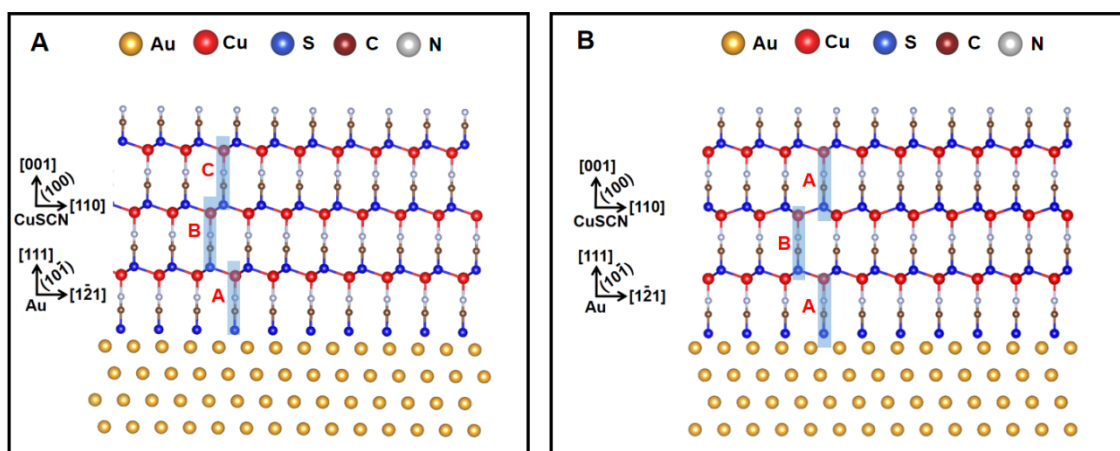 A
Au Cu S C N
C
[001]
(100)
[110]
CuSCN
B
[111]
(101̄)
A
[12̄1]
Au
B
Au Cu S C N
A
[001]
(100)
[110]
CuSCN
B
[111]
(101̄)
[12̄1]
Au
A